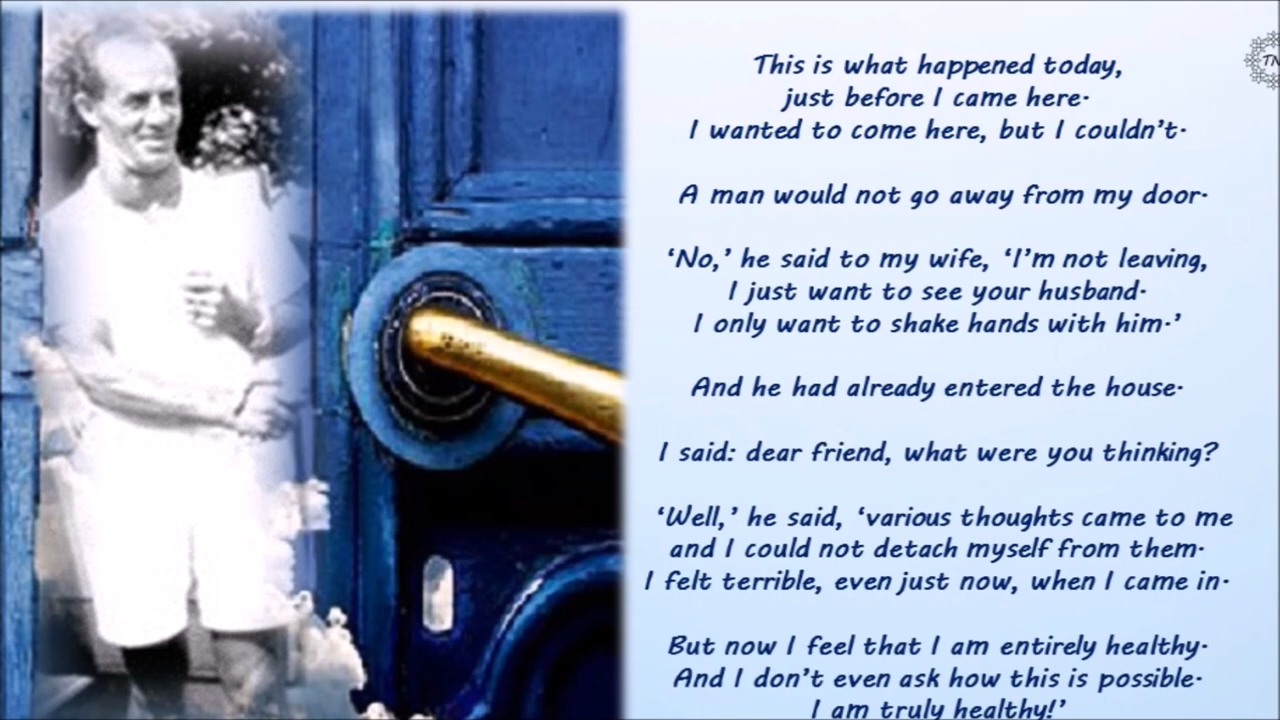 This is what happened today,
just before I came here·
I wanted to come here, but I couldn’t·
A man would not go away from my door·
‘No,’ he said to my wife, ‘I’m not leaving,
I just want to see your husband·
I only want to shake hands with him·’
And he had already entered the house·
I said: dear friend, what were you thinking?
‘Well,’ he said, ‘various thoughts came to me
and I could not detach myself from them·
I felt terrible, even just now, when I came in·
But now I feel that I am entirely healthy·
And I don’t even ask how this is possible·
I am truly healthy!’